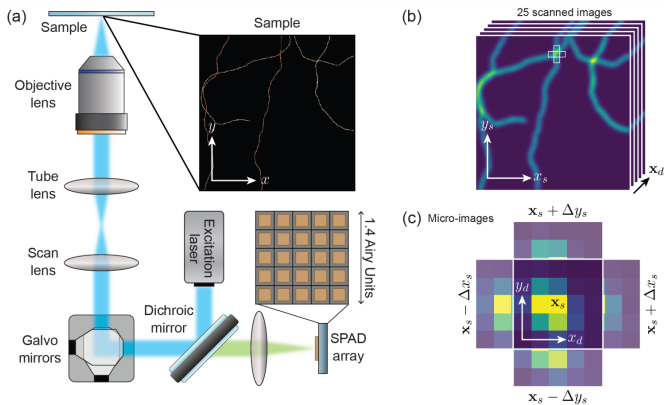 (a)
Sample
Sample
Objective
lens
y
x
Tube
lens
Scan
lens
Excitation
laser
1.4 Airy Units
Dichroic
mirror
Galvo
mirrors
SPAD
array
(b)
25 scanned images
y_s
x_s
x_d
(c)
Micro-images
x_s + Δy_s
x_s − Δx_s
y_d
x_s
x_d
x_s + Δx_s
x_s − Δy_s